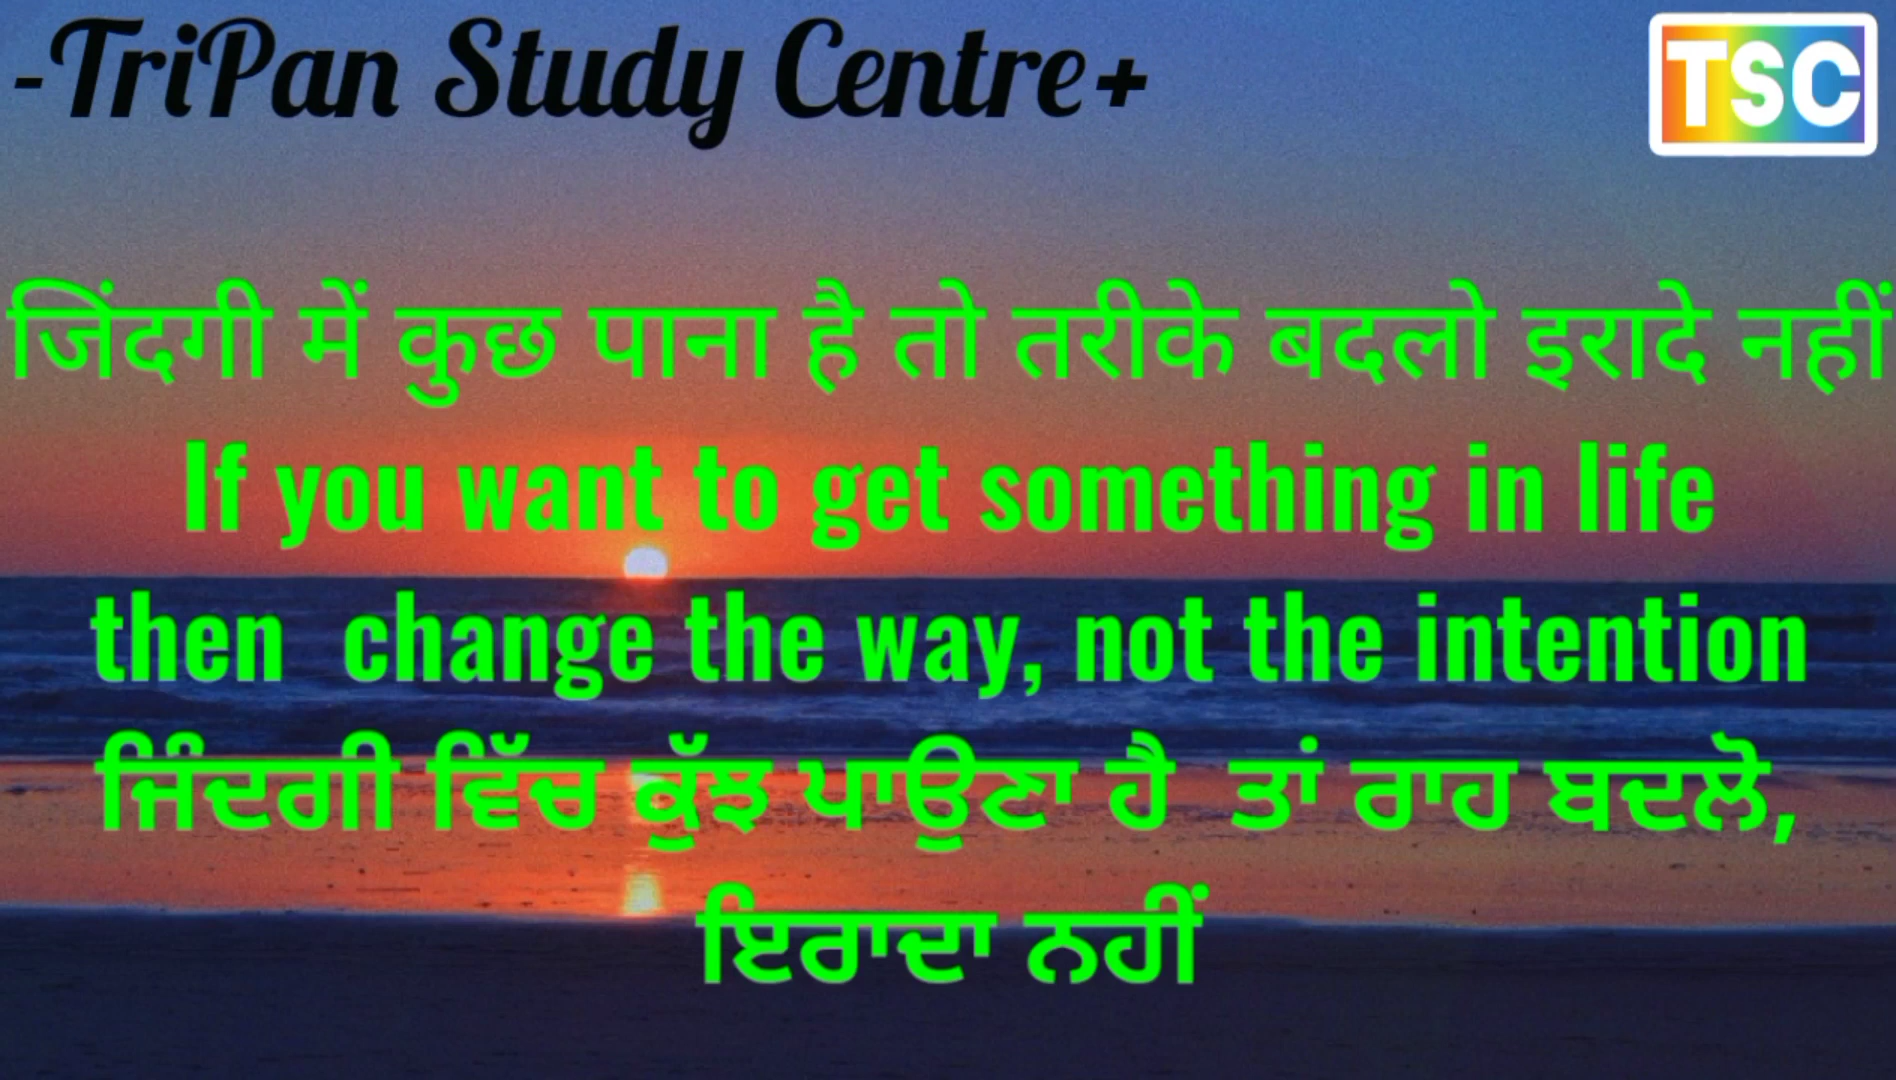 -TriPan Study Centre+
TSC
जिंदगी में कुछ पाना है तो तरीके बदलो इरादे नहीं
If you want to get something in life
then  change the way, not the intention
ਜਿੰਦਗੀ ਵਿੱਚ ਕੁੱਝ ਪਾਉਣਾ ਹੈ  ਤਾਂ ਰਾਹ ਬਦਲੋ,
ਇਰਾਦਾ ਨਹੀਂ